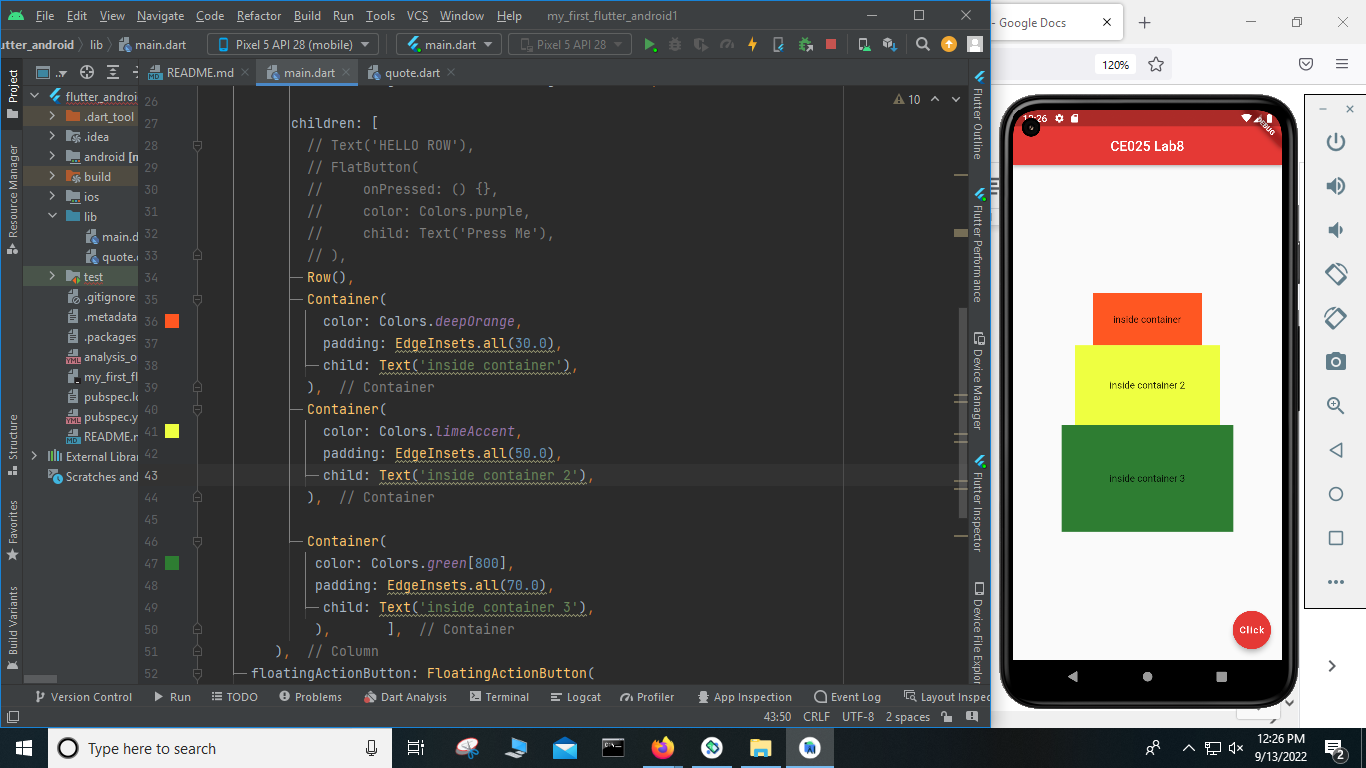 File Edit View Navigate Code Refactor Build Run Tools VCS Window Help my_first_flutter_android1
- Google Docs
utter_android lib main.dart Pixel 5 API 28 (mobile) main.dart Pixel 5 API 28
120%
Project
README.md main.dart quote.dart
flutter_androi
.dart_tool
.idea
android [m
build
ios
lib
main.d
quote.
test
.gitignore
.metadata
.packages
analysis_o
my_first_fl
pubspec.lo
pubspec.y
README.m
External Librar
Scratches and
Resource Manager
Structure
Favorites
Build Variants
10
26
27 children: [
28 // Text('HELLO ROW'),
29 // FlatButton(
30 // onPressed: () {},
31 // color: Colors.purple,
32 // child: Text('Press Me'),
33 // ),
34 Row(),
35 Container(
36 color: Colors.deepOrange,
37 padding: EdgeInsets.all(30.0),
38 child: Text('inside container'),
39 ), // Container
40 Container(
41 color: Colors.limeAccent,
42 padding: EdgeInsets.all(50.0),
43 child: Text('inside container 2'),
44 ), // Container
45
46 Container(
47 color: Colors.green[800],
48 padding: EdgeInsets.all(70.0),
49 child: Text('inside container 3'),
50 ), ], // Container
51 ), // Column
52 floatingActionButton: FloatingActionButton(
Flutter Outline
Flutter Performance
Device Manager
Flutter Inspector
Device File Explor
12:26
DEBUG
CE025 Lab8
inside container
inside container 2
inside container 3
Click
Version Control Run TODO Problems Dart Analysis Terminal Logcat Profiler App Inspection Event Log Layout Inspec
43:50 CRLF UTF-8 2 spaces
Type here to search
12:26 PM
9/13/2022
2